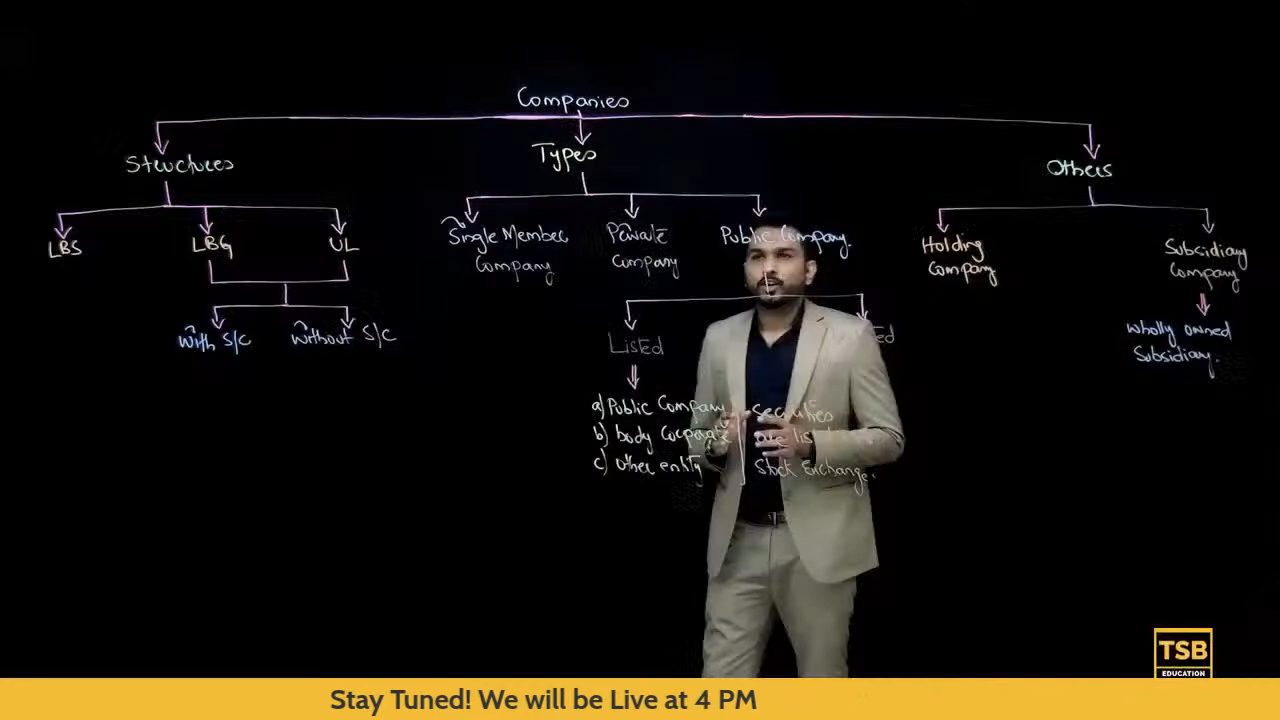 Companies
Structures
Types
Others
LBS
LBG
UL
Single Member
Company
Private
Company
Public Company.
Holding
Company
Subsidiary
Company
With S/C
Without S/C
Listed
wholly owned
Subsidiary.
a) Public Company
b) body Corporate
c) other entity
Securities
are list
Stock Exchange.
TSB
EDUCATION
Stay Tuned! We will be Live at 4 PM